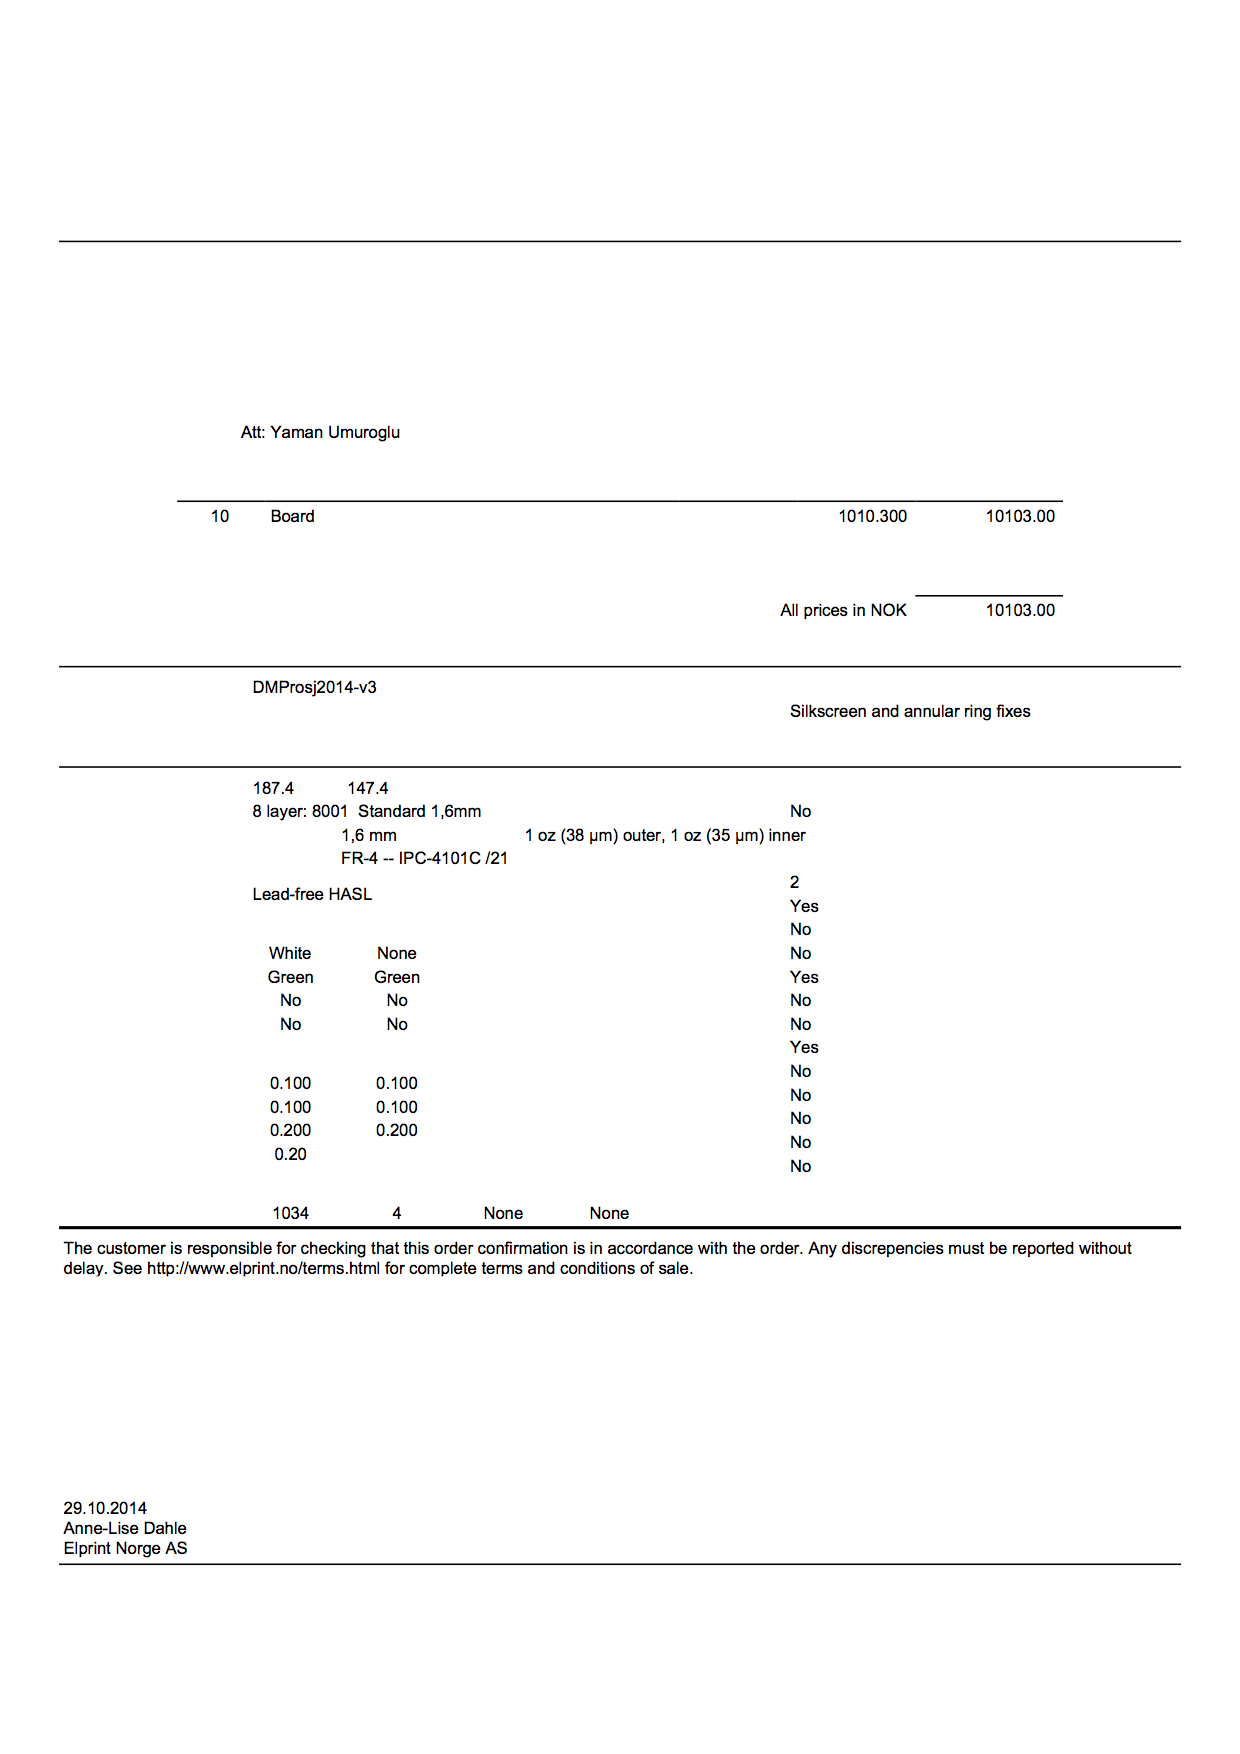 Att: Yaman Umuroglu
10 Board 1010.300 10103.00
All prices in NOK 10103.00
DMProsj2014-v3
Silkscreen and annular ring fixes
187.4 147.4
8 layer: 8001 Standard 1,6mm No
1,6 mm 1 oz (38 µm) outer, 1 oz (35 µm) inner
FR-4 -- IPC-4101C /21
2
Lead-free HASL
Yes
No
White None No
Green Green Yes
No No No
No No No
Yes
No
0.100 0.100
No
0.100 0.100
No
0.200 0.200
No
0.20
No
1034 4 None None
The customer is responsible for checking that this order confirmation is in accordance with the order. Any discrepencies must be reported without
delay. See http://www.elprint.no/terms.html for complete terms and conditions of sale.
29.10.2014
Anne-Lise Dahle
Elprint Norge AS